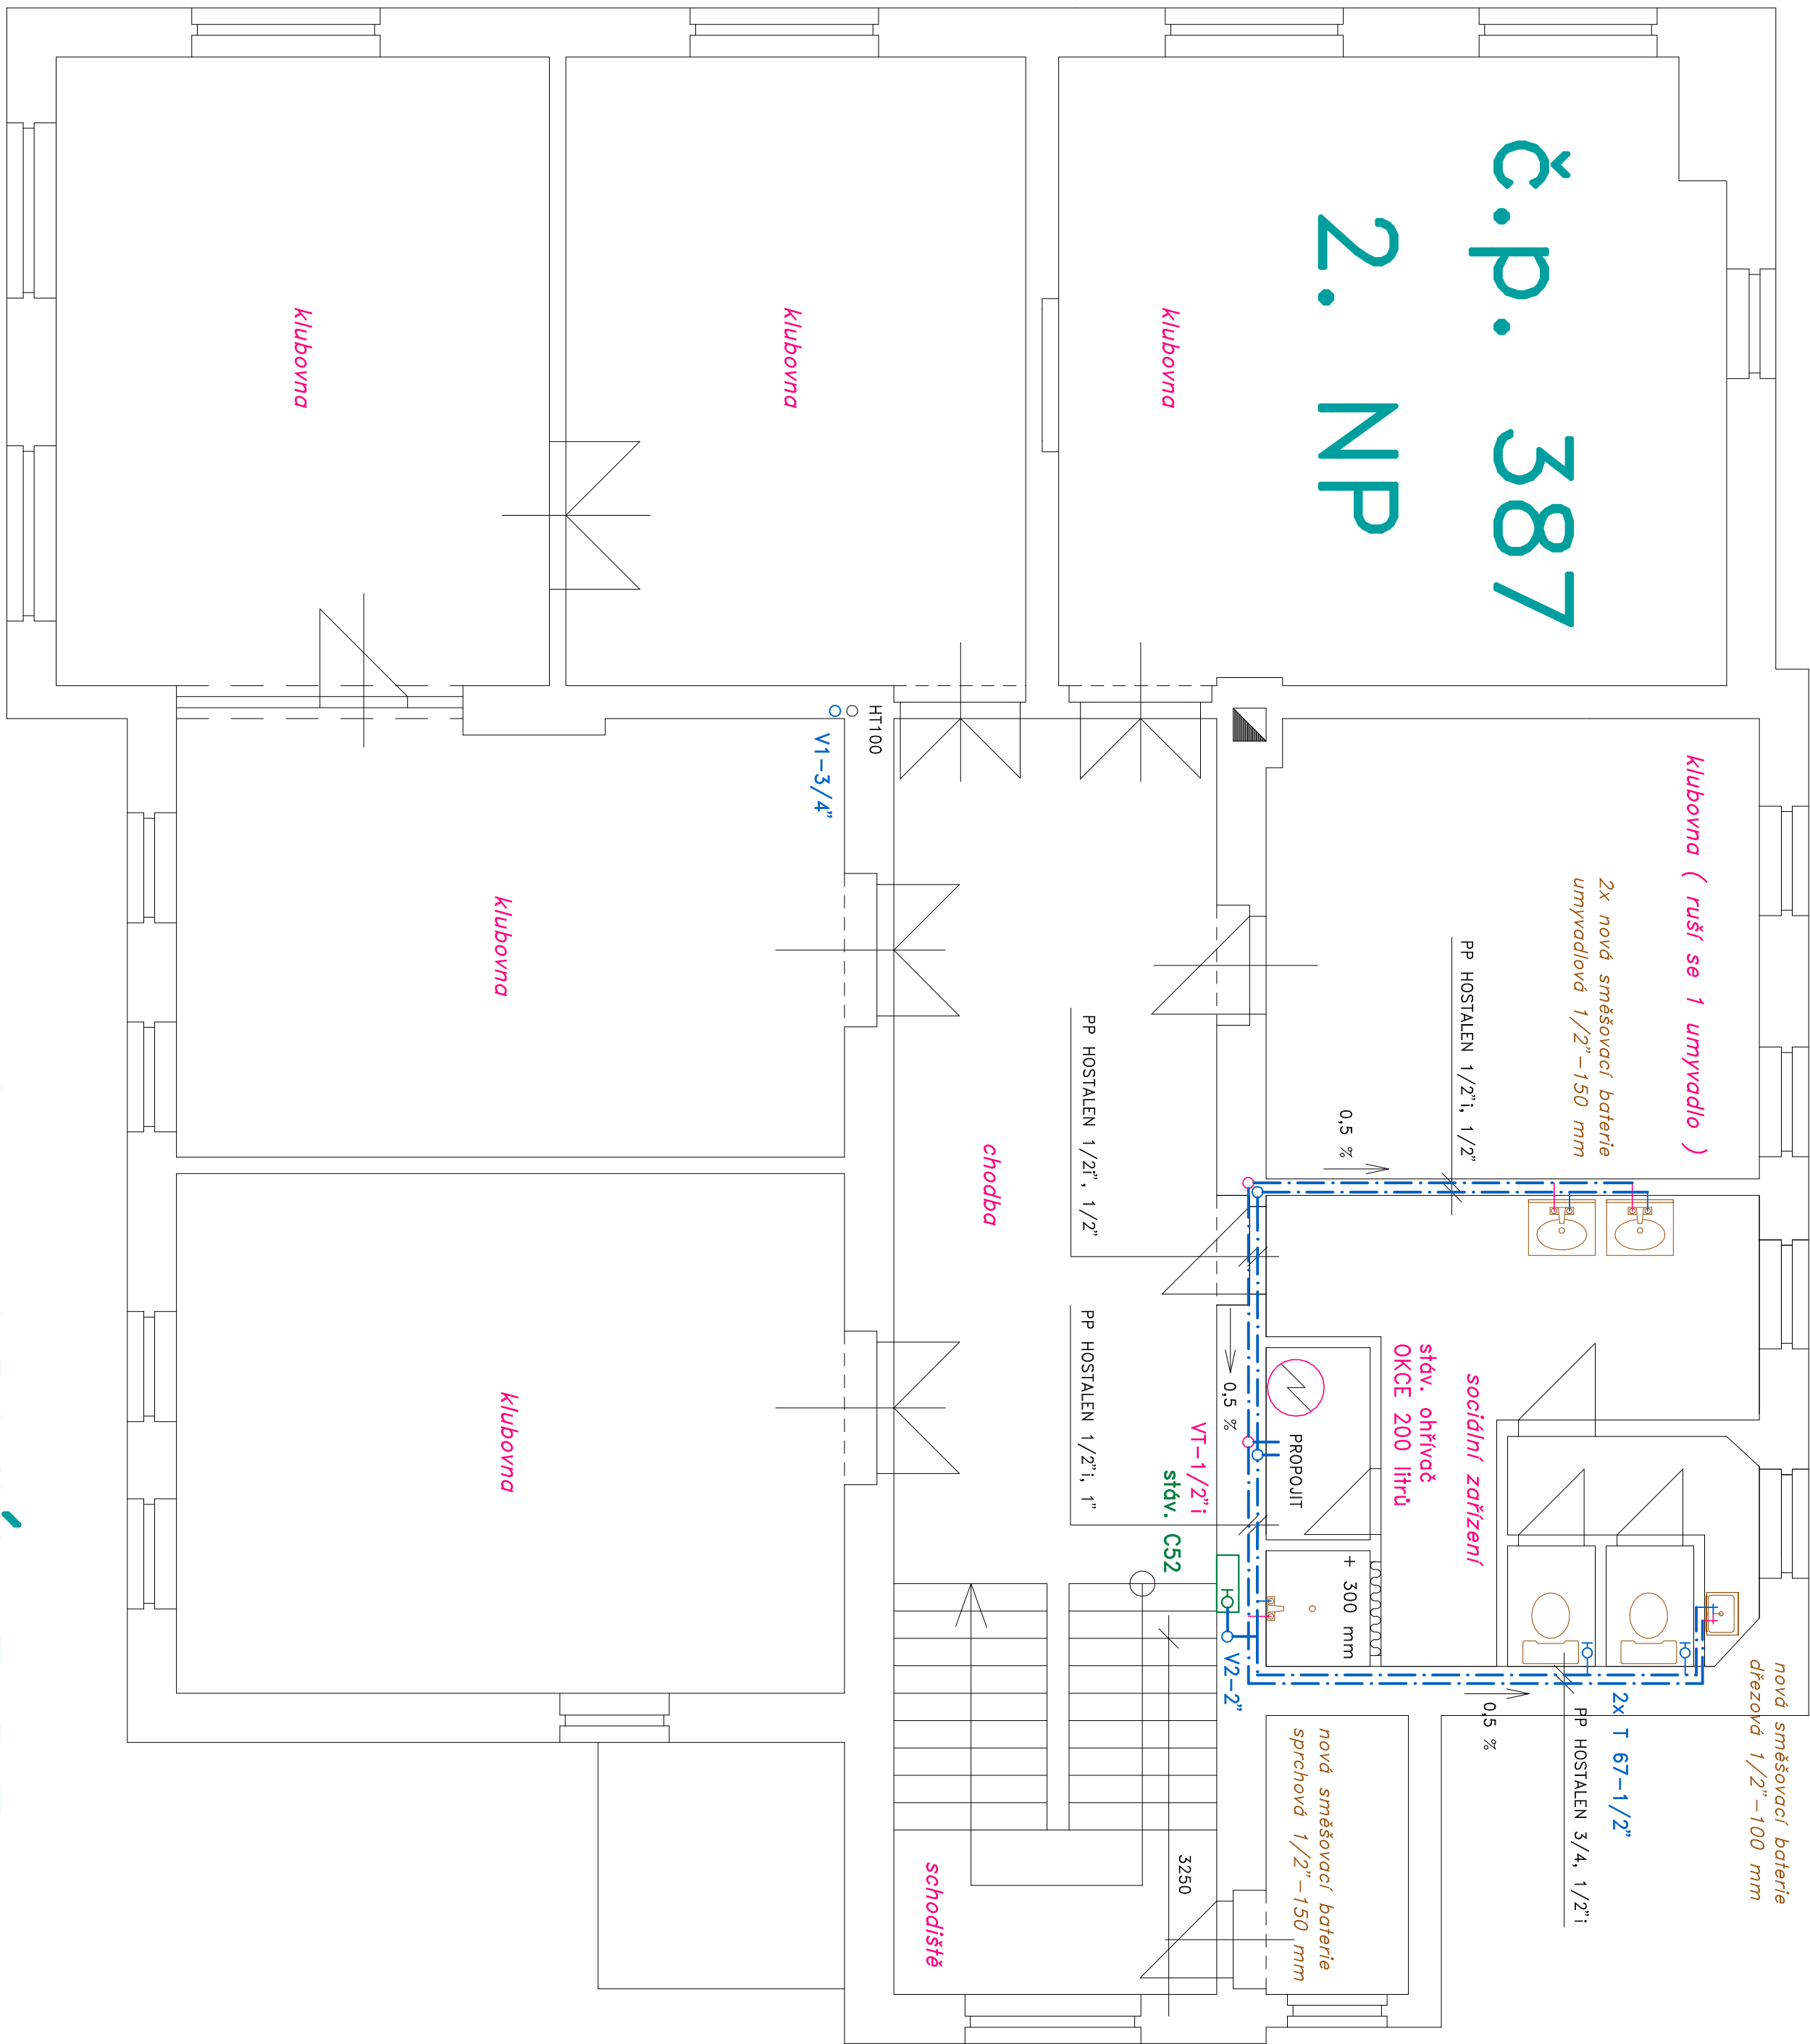 č.p. 387
2. NP
klubovna
klubovna
klubovna
klubovna ( ruší se 1 umyvadlo )
2x nová směšovací baterie
umyvadlová 1/2"-150 mm
PP HOSTALEN 1/2"i, 1/2"
0,5 %
HT100
V1-3/4"
klubovna
chodba
PP HOSTALEN 1/2i", 1/2"
klubovna
PP HOSTALEN 1/2"i, 1"
0,5 %
sociální zařízení
stáv. ohřívač
OKCE 200 litrů
PROPOJIT
VT-1/2"i
stáv. C52
+ 300 mm
V2-2"
nová směšovací baterie
dřezová 1/2"-100 mm
2x T 67-1/2"
PP HOSTALEN 3/4, 1/2"i
0,5 %
nová směšovací baterie
sprchová 1/2"-150 mm
3250
schodiště